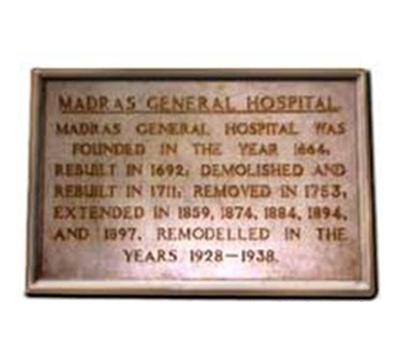 MADRAS GENERAL HOSPITAL
MADRAS GENERAL HOSPITAL WAS
FOUNDED IN THE YEAR 1664,
REBUILT IN 1692; DEMOLISHED AND
REBUILT IN 1711; REMOVED IN 1753,
EXTENDED IN 1859, 1874, 1884, 1894,
AND 1897. REMODELLED IN THE
YEARS 1928-1938.